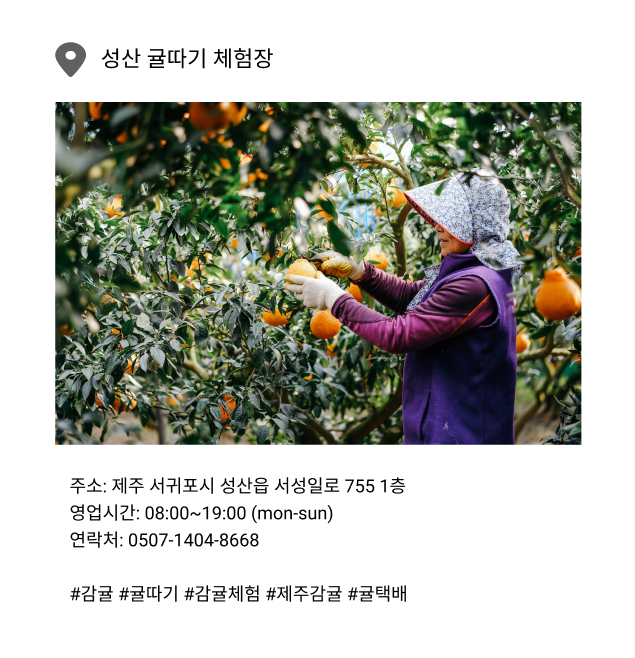 성산 귤따기 체험장
주소: 제주 서귀포시 성산읍 서성일로 755 1층
영업시간: 08:00~19:00 (mon-sun)
연락처: 0507-1404-8668
#감귤 #귤따기 #감귤체험 #제주감귤 #귤택배